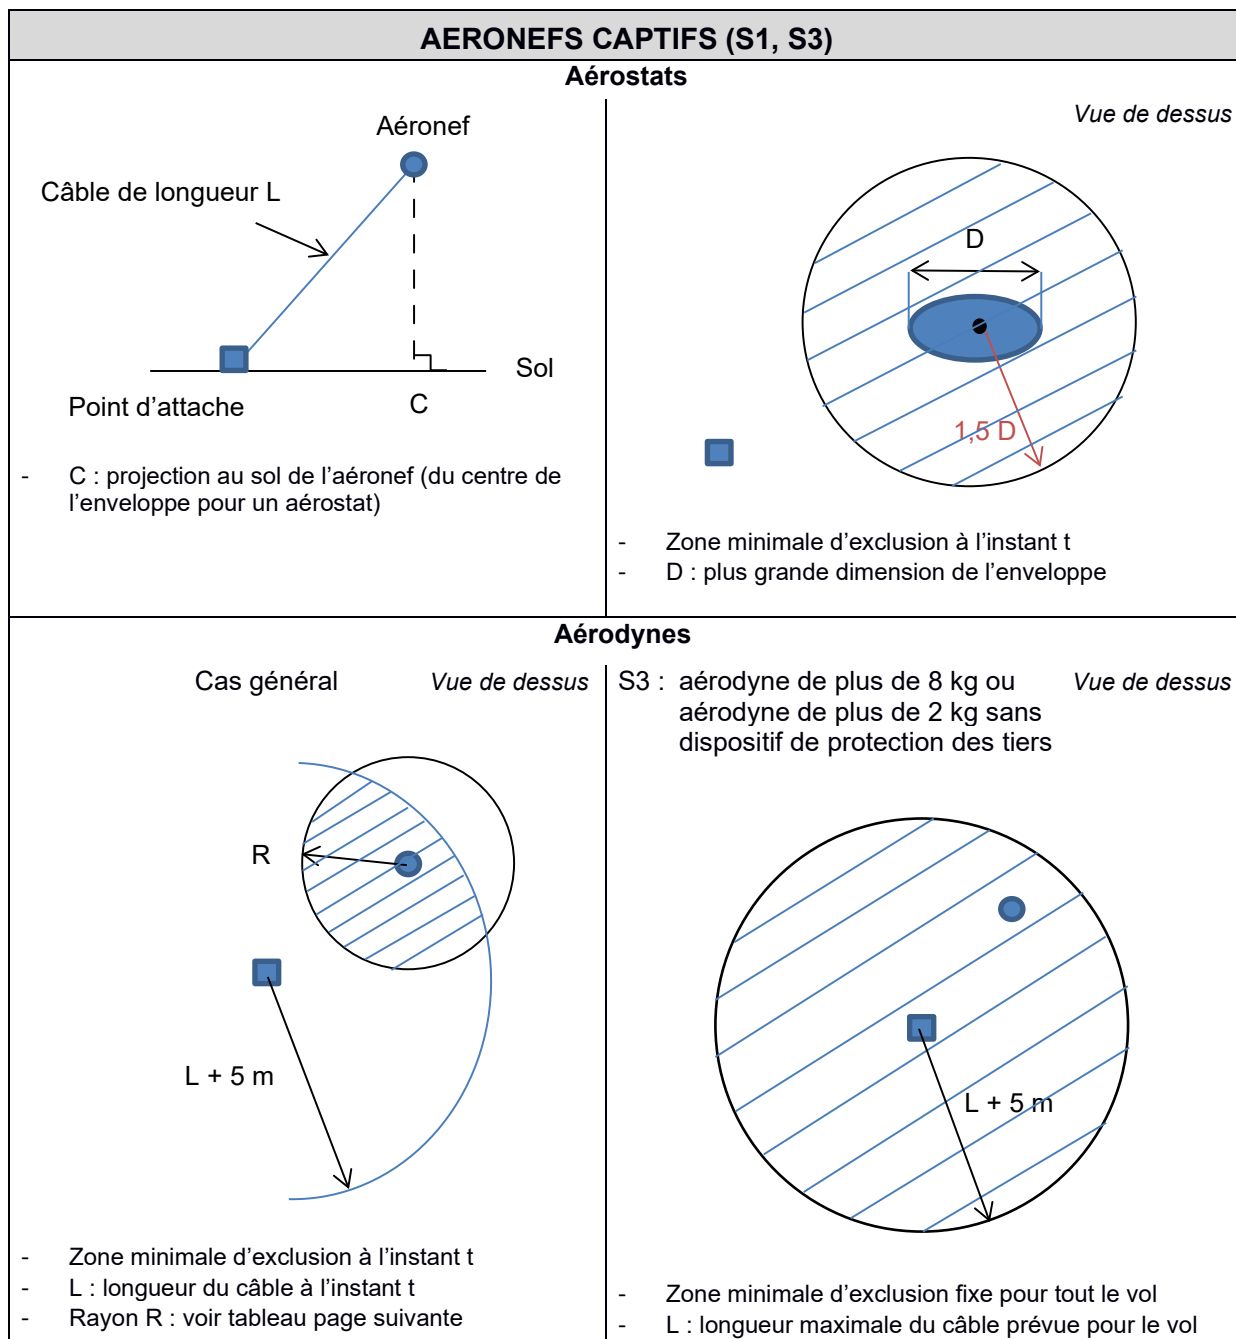 AERONEFS CAPTIFS (S1, S3)
Aérostats
Aéronef
Câble de longueur L
Sol
Point d’attache
C
- C : projection au sol de l’aéronef (du centre de
l’enveloppe pour un aérostat)
Vue de dessus
D
1,5 D
- Zone minimale d’exclusion à l’instant t
- D : plus grande dimension de l’enveloppe
Aérodynes
Cas général
Vue de dessus
R
L + 5 m
- Zone minimale d’exclusion à l’instant t
- L : longueur du câble à l’instant t
- Rayon R : voir tableau page suivante
S3 : aérodyne de plus de 8 kg ou
aérodyne de plus de 2 kg sans
dispositif de protection des tiers
Vue de dessus
L + 5 m
- Zone minimale d’exclusion fixe pour tout le vol
- L : longueur maximale du câble prévue pour le vol